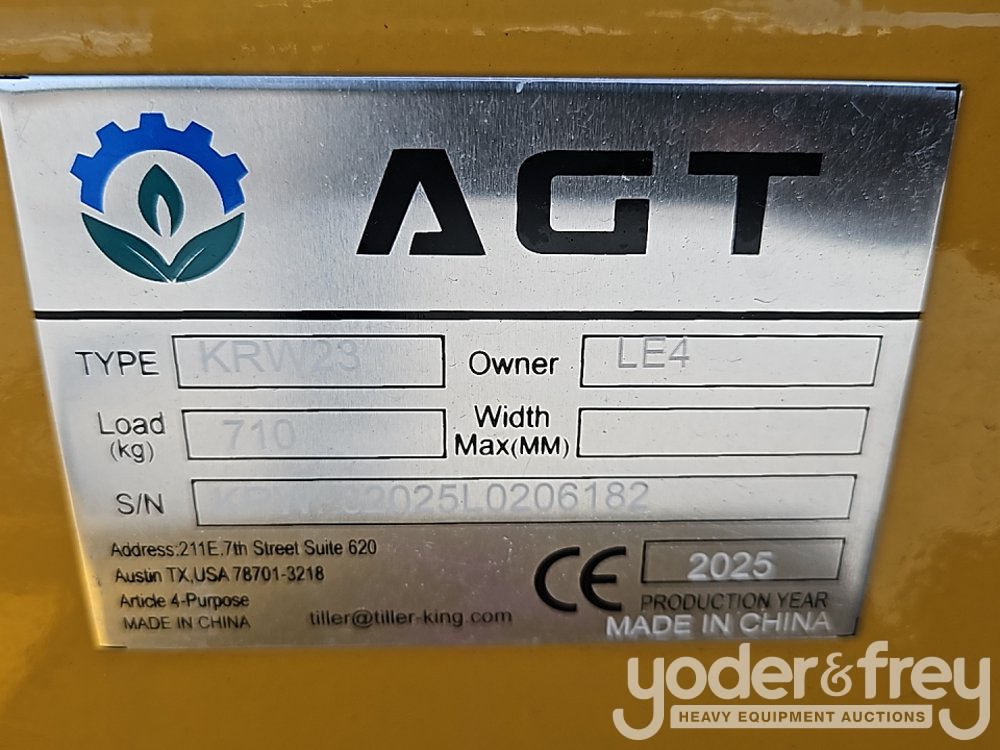 AGT
TYPE KRW23 Owner LE4
Load (kg) 710 Width Max(MM)
S/N 2025L0206182
Address:211E.7th Street Suite 620
Austin TX,USA 78701-3218
Article 4-Purpose
MADE IN CHINA tiller@tiller-king.com
CE 2025
PRODUCTION YEAR
MADE IN CHINA
yoder&frey
HEAVY EQUIPMENT AUCTIONS